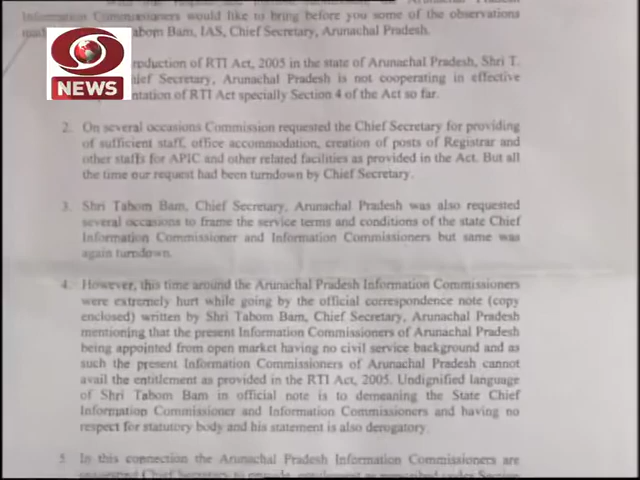 Information Commissioners would like to bring before you some of the observations
Tabom Bam, IAS, Chief Secretary, Arunachal Pradesh.
NEWS
roduction of RTI Act, 2005 in the state of Arunachal Pradesh, Shri T.
ief Secretary, Arunachal Pradesh is not cooperating in effective
ntation of RTI Act specially Section 4 of the Act so far.
2. On several occasions Commission requested the Chief Secretary for providing
of sufficient staff, office accommodation, creation of posts of Registrar and
other staffs for APIC and other related facilities as provided in the Act. But all
the time our request had been turndown by Chief Secretary.
3. Shri Tabom Bam, Chief Secretary, Arunachal Pradesh was also requested
several occasions to frame the service terms and conditions of the state Chief
Information Commissioner and Information Commissioners but same was
again turndown.
4. However, this time around the Arunachal Pradesh Information Commissioners
were extremely hurt while going by the official correspondence note (copy
enclosed) written by Shri Tabom Bam, Chief Secretary, Arunachal Pradesh
mentioning that the present Information Commissioners of Arunachal Pradesh
being appointed from open market having no civil service background and as
such the present Information Commissioners of Arunachal Pradesh cannot
avail the entitlement as provided in the RTI Act, 2005. Undignified language
of Shri Tabom Bam in official note is to demeaning the State Chief
Information Commissioner and Information Commissioners and having no
respect for statutory body and his statement is also derogatory.
5. In this connection the Arunachal Pradesh Information Commissioners are